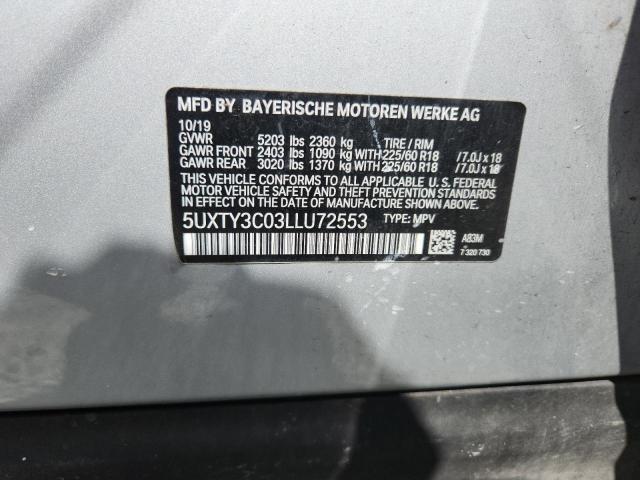 MFD BY BAYERISCHE MOTOREN WERKE AG
10/19
GVWR 5203 lbs 2360 kg TIRE / RIM
GAWR FRONT 2403 lbs 1090 kg WITH 225/60 R18 /7.0J x 18
GAWR REAR 3020 lbs 1370 kg WITH 225/60 R18 /7.0J x 18
THIS VEHICLE CONFORMS TO ALL APPLICABLE U. S. FEDERAL
MOTOR VEHICLE SAFETY AND THEFT PREVENTION STANDARDS
IN EFFECT ON THE DATE OF MANUFACTURE SHOWN ABOVE.
5UXTY3C03LLU72553 TYPE: MPV
A83M
7 320 730